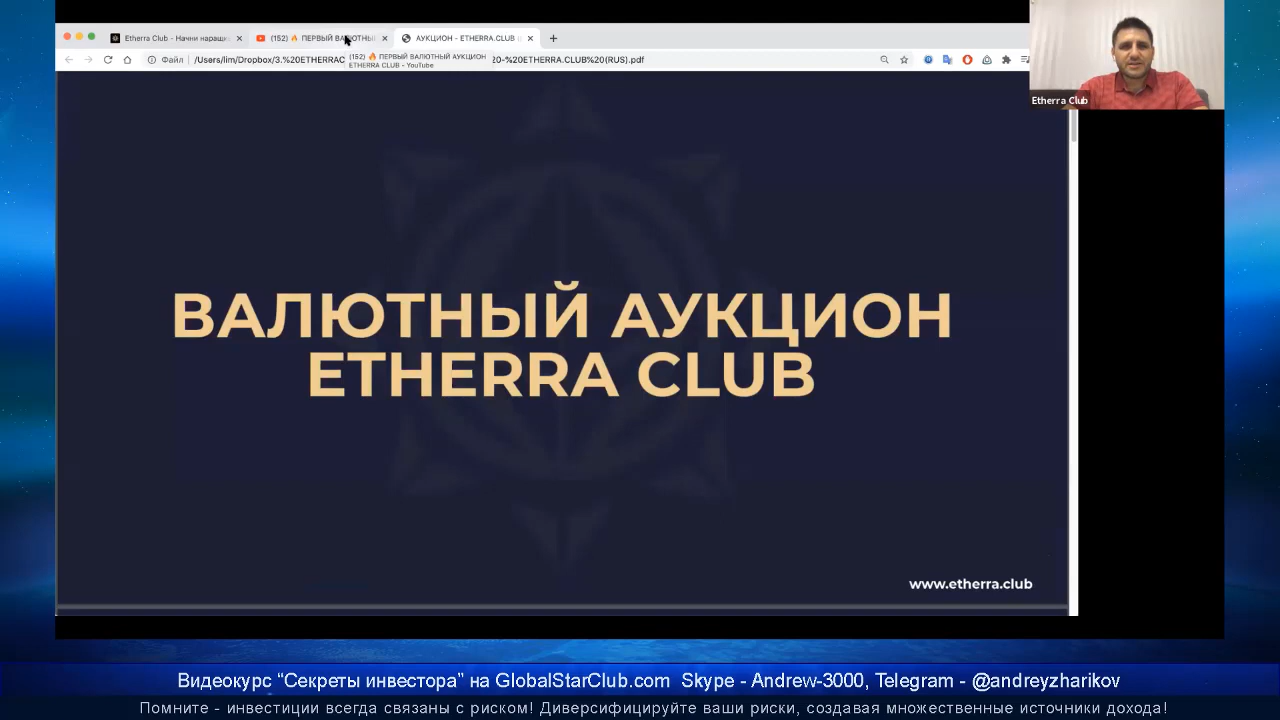 Etherra Club - Начни наращи
(152) 🔥 ПЕРВЫЙ ВАЛЮТНЫ
АУКЦИОН - ETHERRA.CLUB
Файл
/Users/lim/Dropbox/3.%20ETHERRAC
20-%20ETHERRA.CLUB%20(RUS).pdf
(152) 🔥 ПЕРВЫЙ ВАЛЮТНЫЙ АУКЦИОН
ETHERRA CLUB - YouTube
Etherra Club
ВАЛЮТНЫЙ АУКЦИОН
ETHERRA CLUB
www.etherra.club
Видеокурс “Секреты инвестора” на GlobalStarClub.com Skype - Andrew-3000, Telegram - @andreyzharikov
Помните - инвестиции всегда связаны с риском! Диверсифицируйте ваши риски, создавая множественные источники дохода!